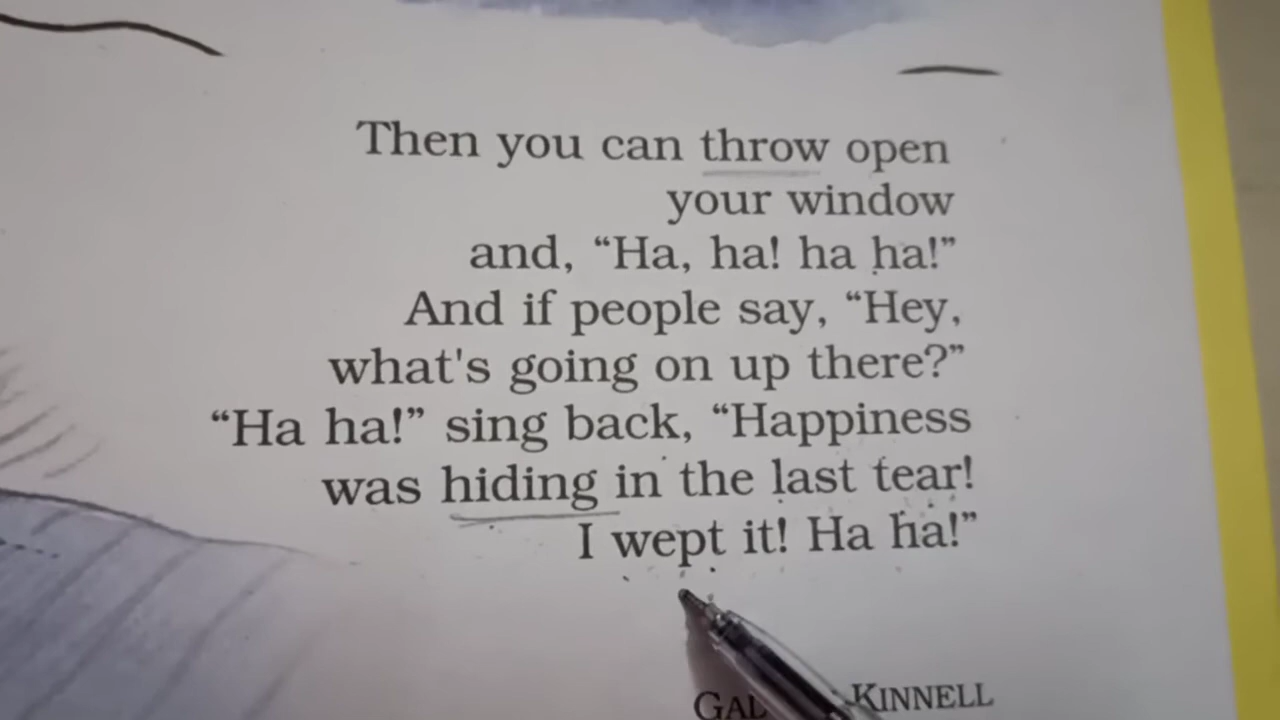 Then you can throw open
your window
and, “Ha, ha! ha ha!”
And if people say, “Hey,
what's going on up there?”
“Ha ha!” sing back, “Happiness
was hiding in the last tear!
I wept it! Ha ha!”
KINNELL